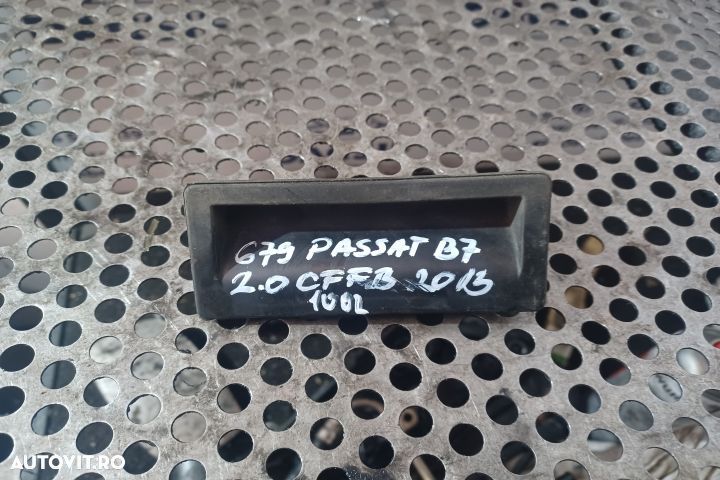 679 PASSAT B7
2.0 CFFB 2013
AUTOVIT.RO